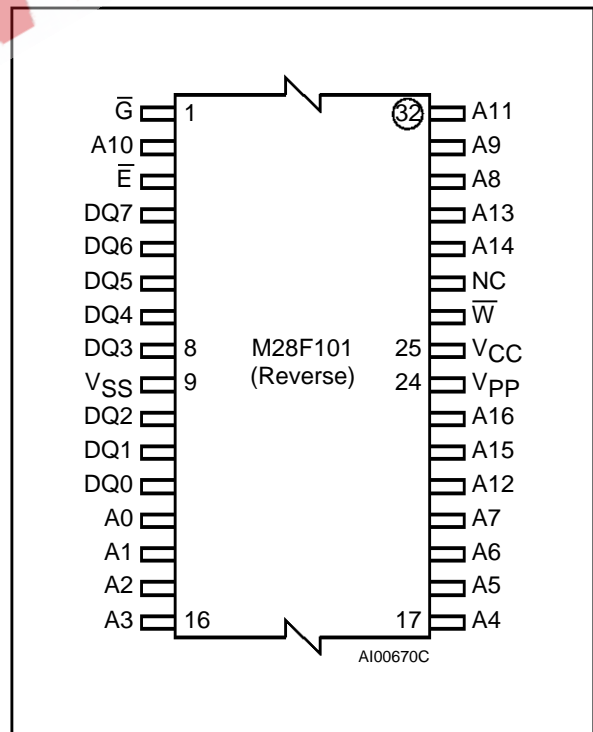 G̅ 1 32 A11
A10 A9
E̅ A8
DQ7 A13
DQ6 A14
DQ5 NC
DQ4 W̅
DQ3 8 M28F101 25 VCC
VSS 9 (Reverse) 24 VPP
DQ2 A16
DQ1 A15
DQ0 A12
A0 A7
A1 A6
A2 A5
A3 16 17 A4
AI00670C